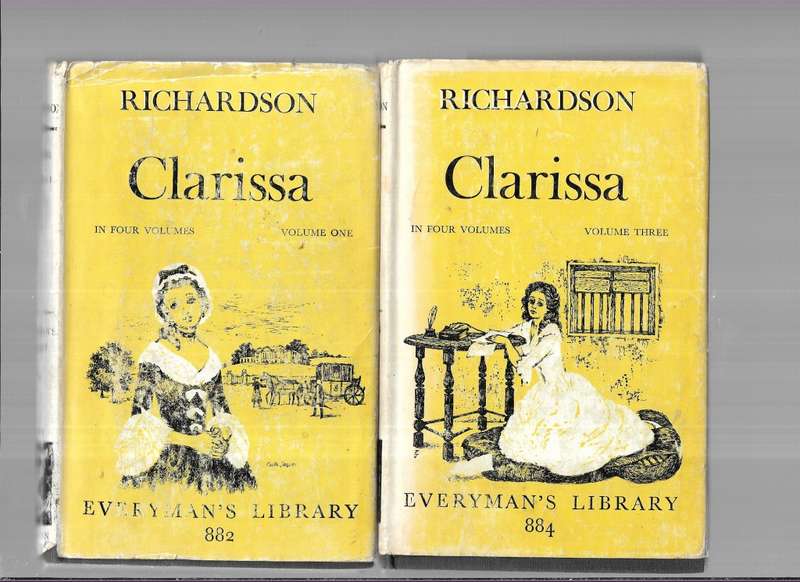 RICHARDSON
Clarissa
IN FOUR VOLUMES
VOLUME ONE
EVERYMAN'S LIBRARY
882
RICHARDSON
Clarissa
IN FOUR VOLUMES
VOLUME THREE
EVERYMAN'S LIBRARY
884